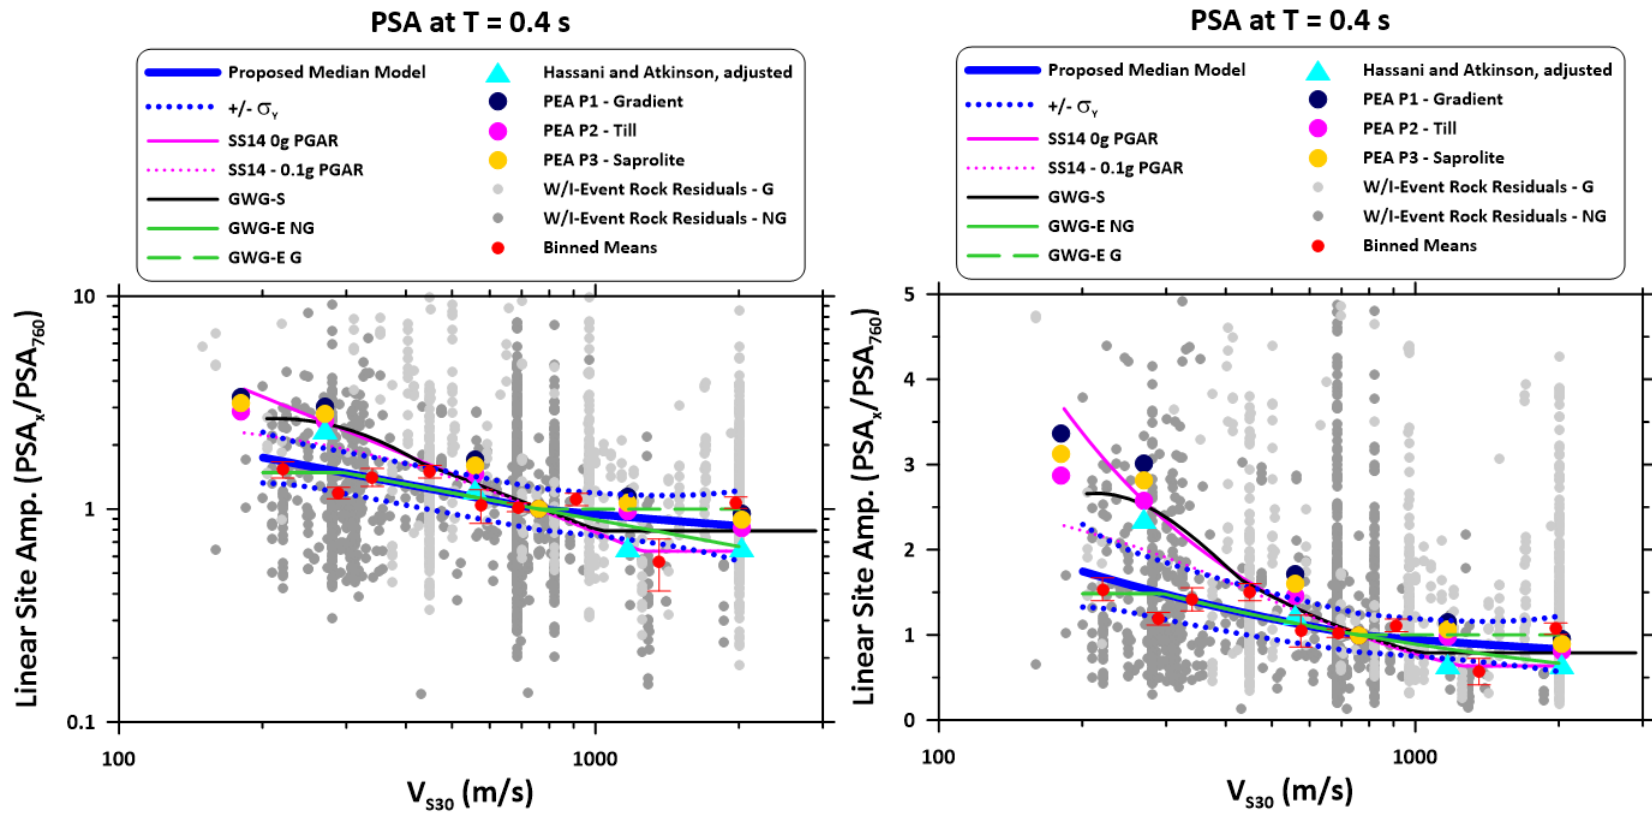 PSA at T = 0.4 s
Proposed Median Model
+/- σY
SS14 0g PGAR
SS14 - 0.1g PGAR
GWG-S
GWG-E NG
GWG-E G
Hassani and Atkinson, adjusted
PEA P1 - Gradient
PEA P2 - Till
PEA P3 - Saprolite
W/I-Event Rock Residuals - G
W/I-Event Rock Residuals - NG
Binned Means
Linear Site Amp. (PSAx/PSA760)
10
1
0.1
100 1000
VS30 (m/s)
PSA at T = 0.4 s
Proposed Median Model
+/- σY
SS14 0g PGAR
SS14 - 0.1g PGAR
GWG-S
GWG-E NG
GWG-E G
Hassani and Atkinson, adjusted
PEA P1 - Gradient
PEA P2 - Till
PEA P3 - Saprolite
W/I-Event Rock Residuals - G
W/I-Event Rock Residuals - NG
Binned Means
Linear Site Amp. (PSAx/PSA760)
5
4
3
2
1
0
100 1000
VS30 (m/s)